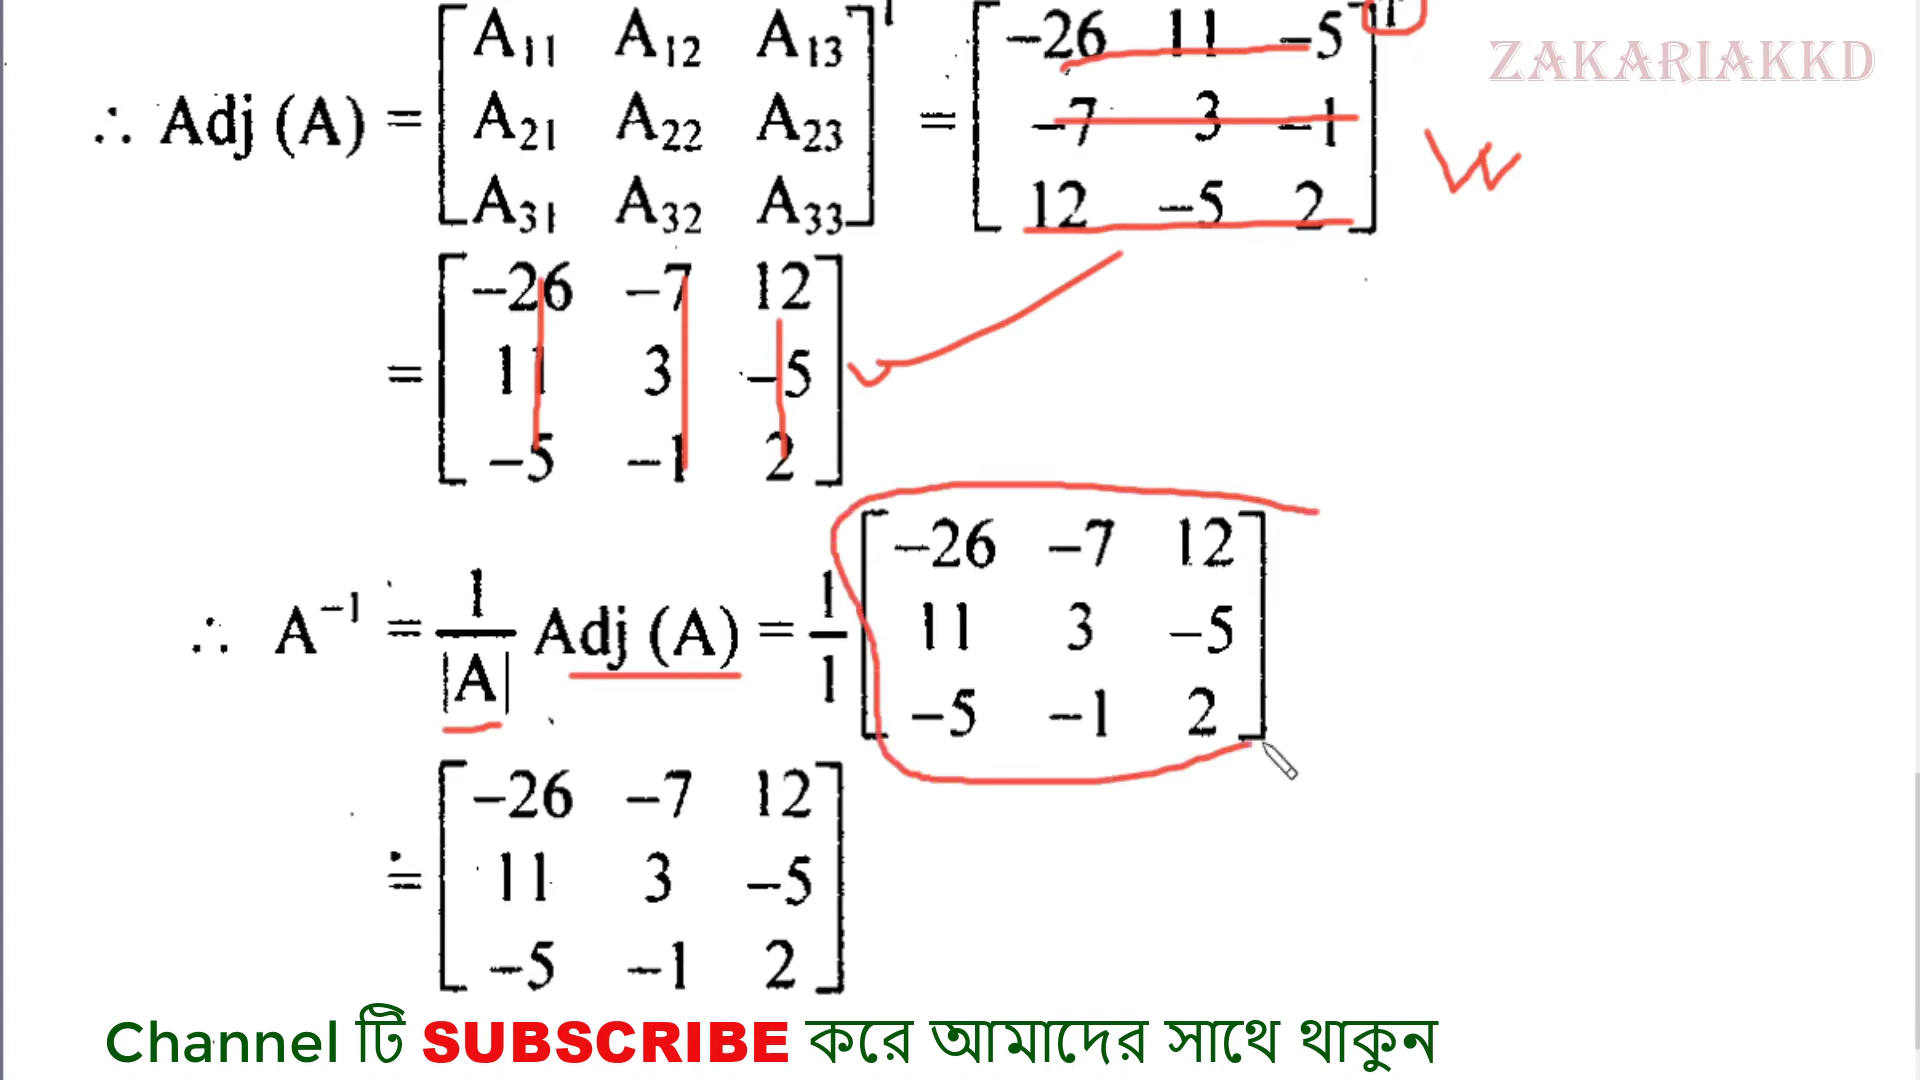 ZAKARIAKKD
∴ Adj (A) = [A₁₁ A₁₂ A₁₃ = [−26 11 −5]ᵀ
A₂₁ A₂₂ A₂₃ −7 3 −1
A₃₁ A₃₂ A₃₃] 12 −5 2]
= [−26 −7 12
11 3 −5
−5 −1 2]
∴ A⁻¹ = 1/|A| Adj (A) = 1/1 [−26 −7 12
11 3 −5
−5 −1 2]
= [−26 −7 12
11 3 −5
−5 −1 2]
Channel টি SUBSCRIBE করে আমাদের সাথে থাকুন